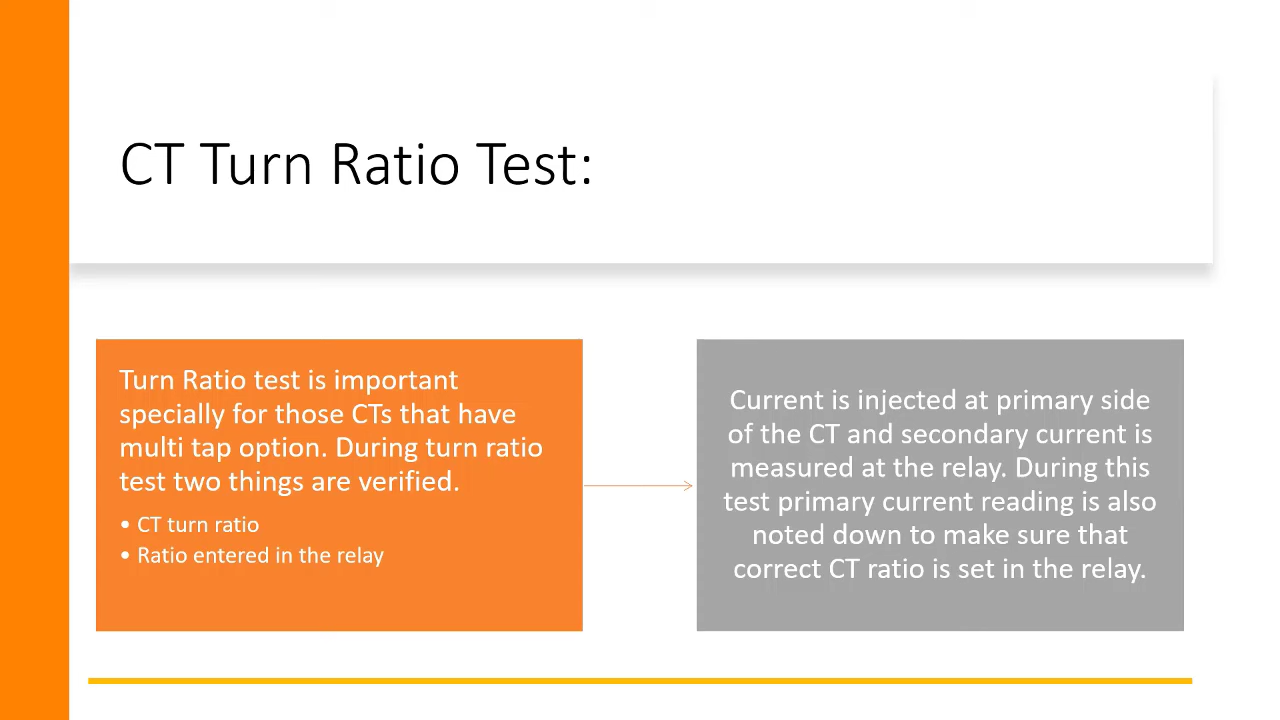 CT Turn Ratio Test:
Turn Ratio test is important
specially for those CTs that have
multi tap option. During turn ratio
test two things are verified.
• CT turn ratio
• Ratio entered in the relay
Current is injected at primary side
of the CT and secondary current is
measured at the relay. During this
test primary current reading is also
noted down to make sure that
correct CT ratio is set in the relay.